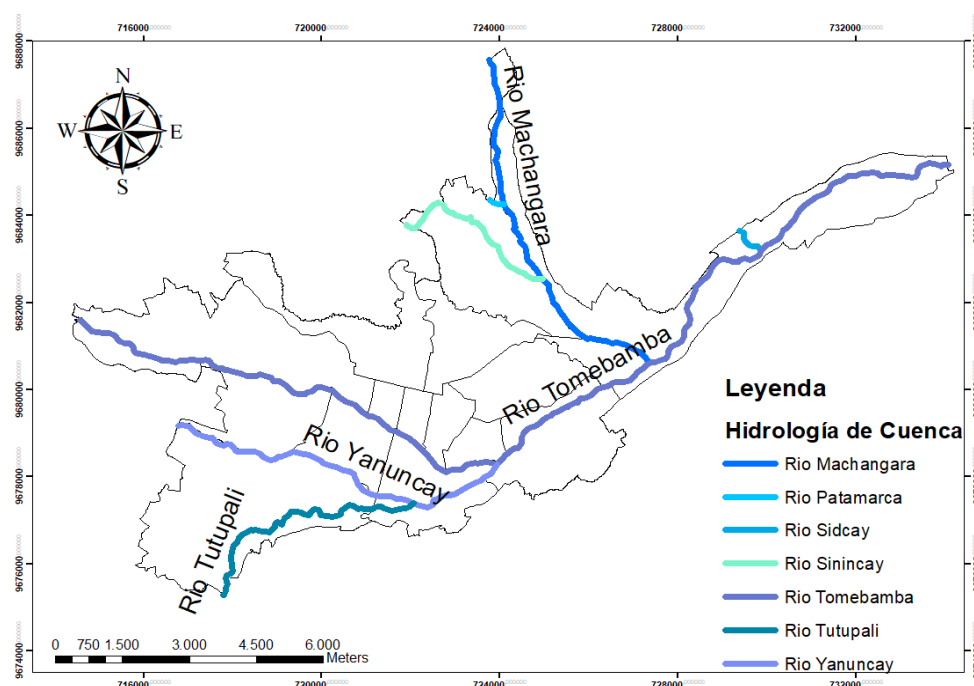 716000 720000 724000 728000 732000
9688000
9686000
9684000
9682000
9680000
9678000
9676000
9674000
N
W E
S
Rio Machangara
Rio Tomebamba
Rio Yanuncay
Rio Tutupali
Leyenda
Hidrología de Cuenca
Rio Machangara
Rio Patamarca
Rio Sidcay
Rio Sinincay
Rio Tomebamba
Rio Tutupali
Rio Yanuncay
0 750 1.500 3.000 4.500 6.000
Meters
716000 720000 724000 728000 732000